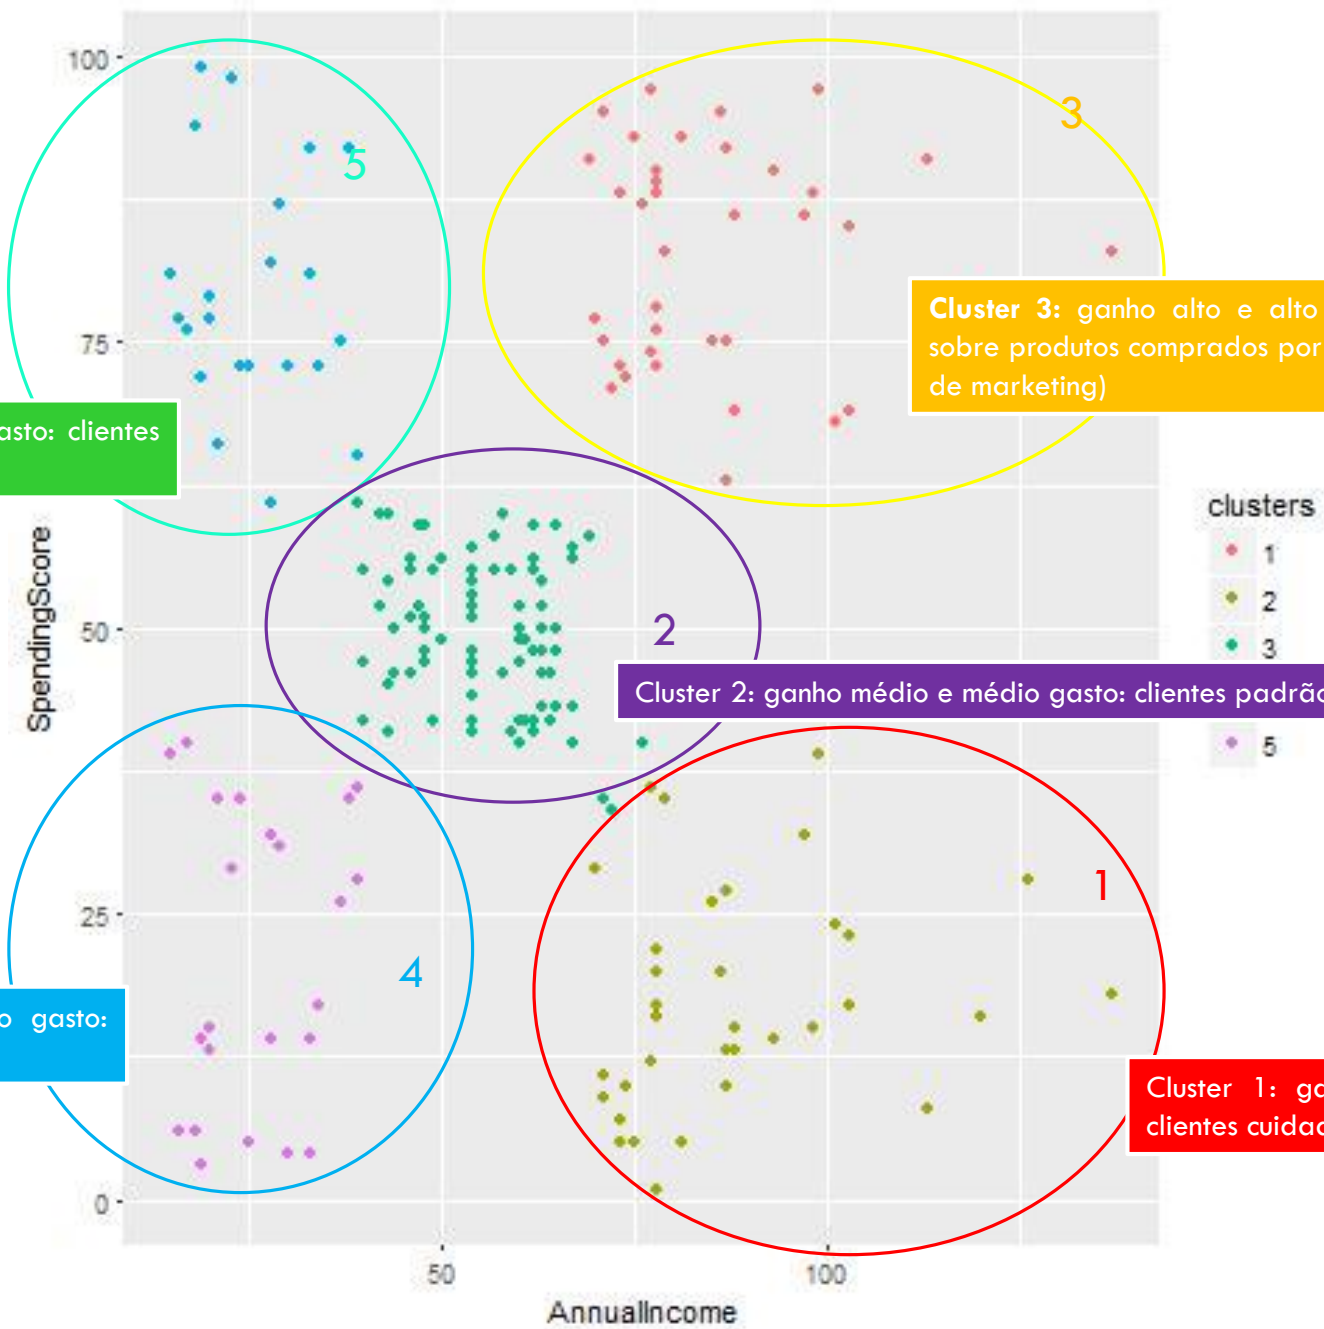 100
5
3
Cluster 3: ganho alto e alto
sobre produtos comprados por
de marketing)
75
asto: clientes
clusters
1
2
3
5
SpendingScore
50
2
Cluster 2: ganho médio e médio gasto: clientes padrão
25
1
4
o gasto:
Cluster 1: ga
clientes cuidad
0
50
100
AnnualIncome